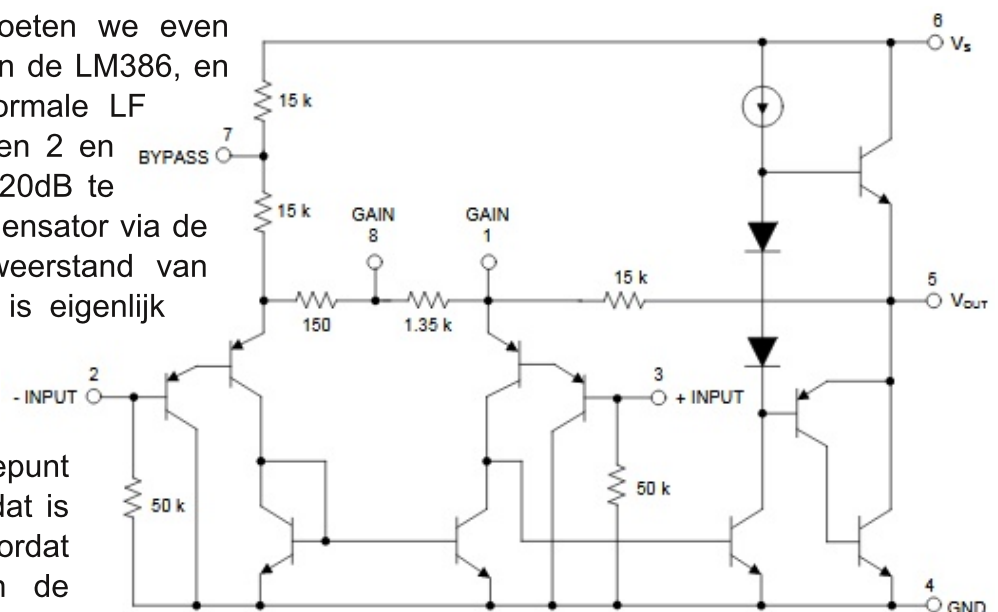 oeten we even
n de LM386, en
ormale LF
en 2 en
20dB te
ensator via de
weerstand van
is eigenlijk
epunt
dat is
ordat
n de
6
Vs
15 k
7
BYPASS
15 k
GAIN
8
GAIN
1
15 k
5
VOUT
150
1.35 k
2
- INPUT
3
+ INPUT
50 k
50 k
4
GND